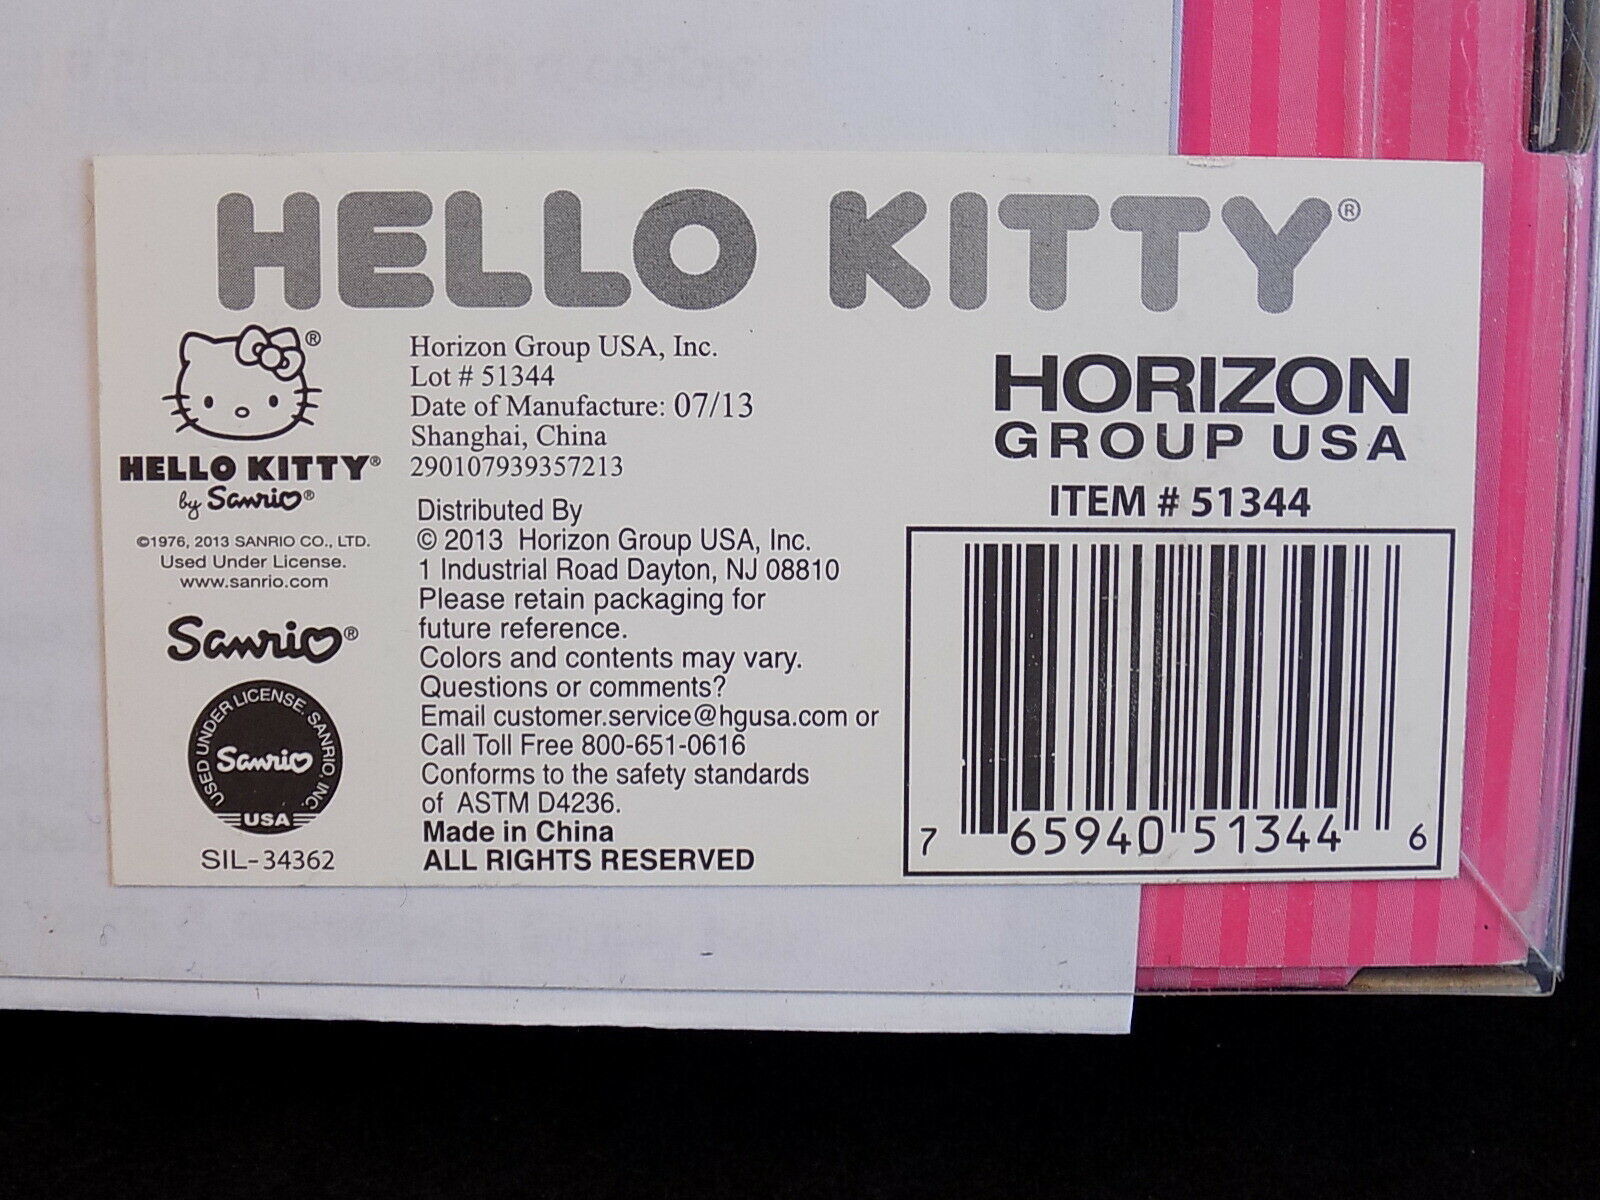 HELLO KITTY®
®
HELLO KITTY®
by Sanrio®
©1976, 2013 SANRIO CO., LTD.
Used Under License.
www.sanrio.com
Sanrio®
USED UNDER LICENSE. SANRIO, INC.
Sanrio
USA
SIL-34362
Horizon Group USA, Inc.
Lot # 51344
Date of Manufacture: 07/13
Shanghai, China
290107939357213
Distributed By
© 2013 Horizon Group USA, Inc.
1 Industrial Road Dayton, NJ 08810
Please retain packaging for
future reference.
Colors and contents may vary.
Questions or comments?
Email customer.service@hgusa.com or
Call Toll Free 800-651-0616
Conforms to the safety standards
of ASTM D4236.
Made in China
ALL RIGHTS RESERVED
HORIZON
GROUP USA
ITEM # 51344
7 65940 51344 6